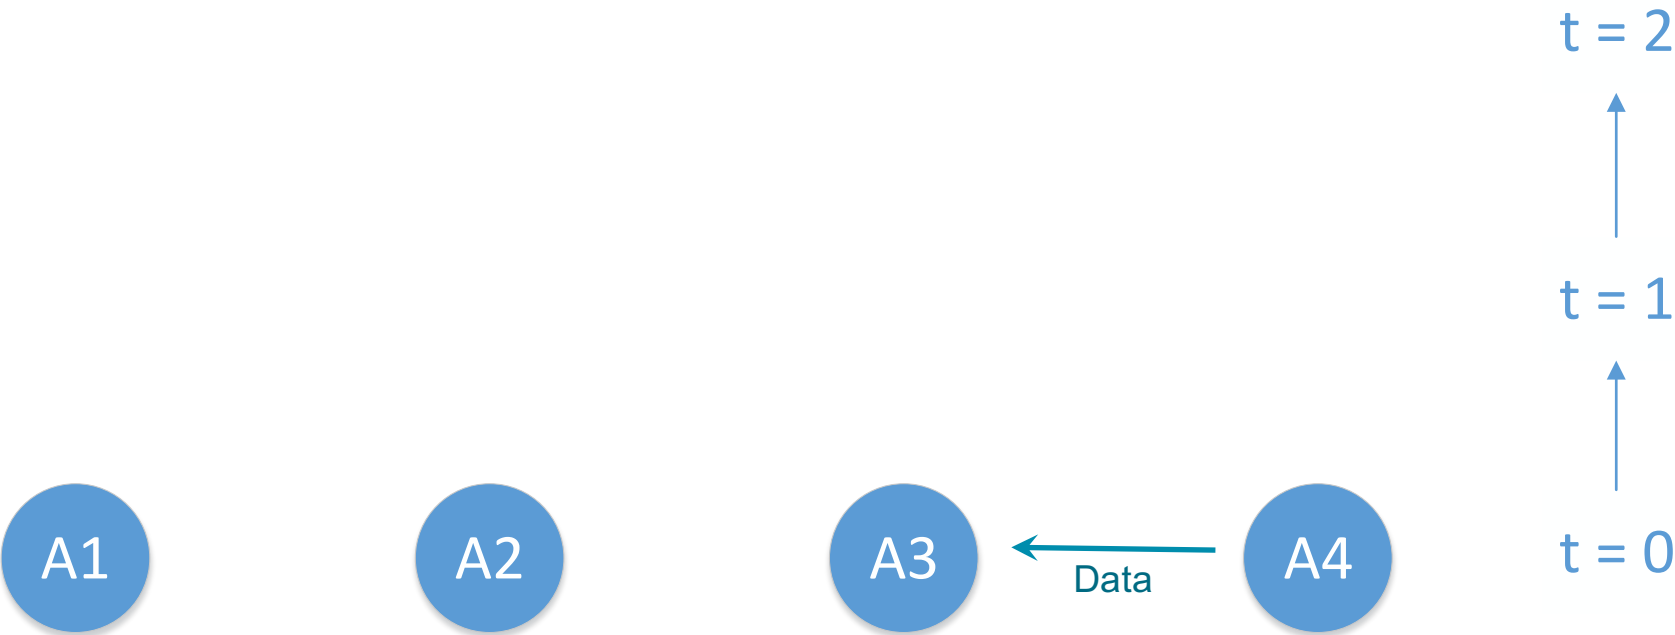 t = 2
t = 1
A1
A2
A3
Data
A4
t = 0